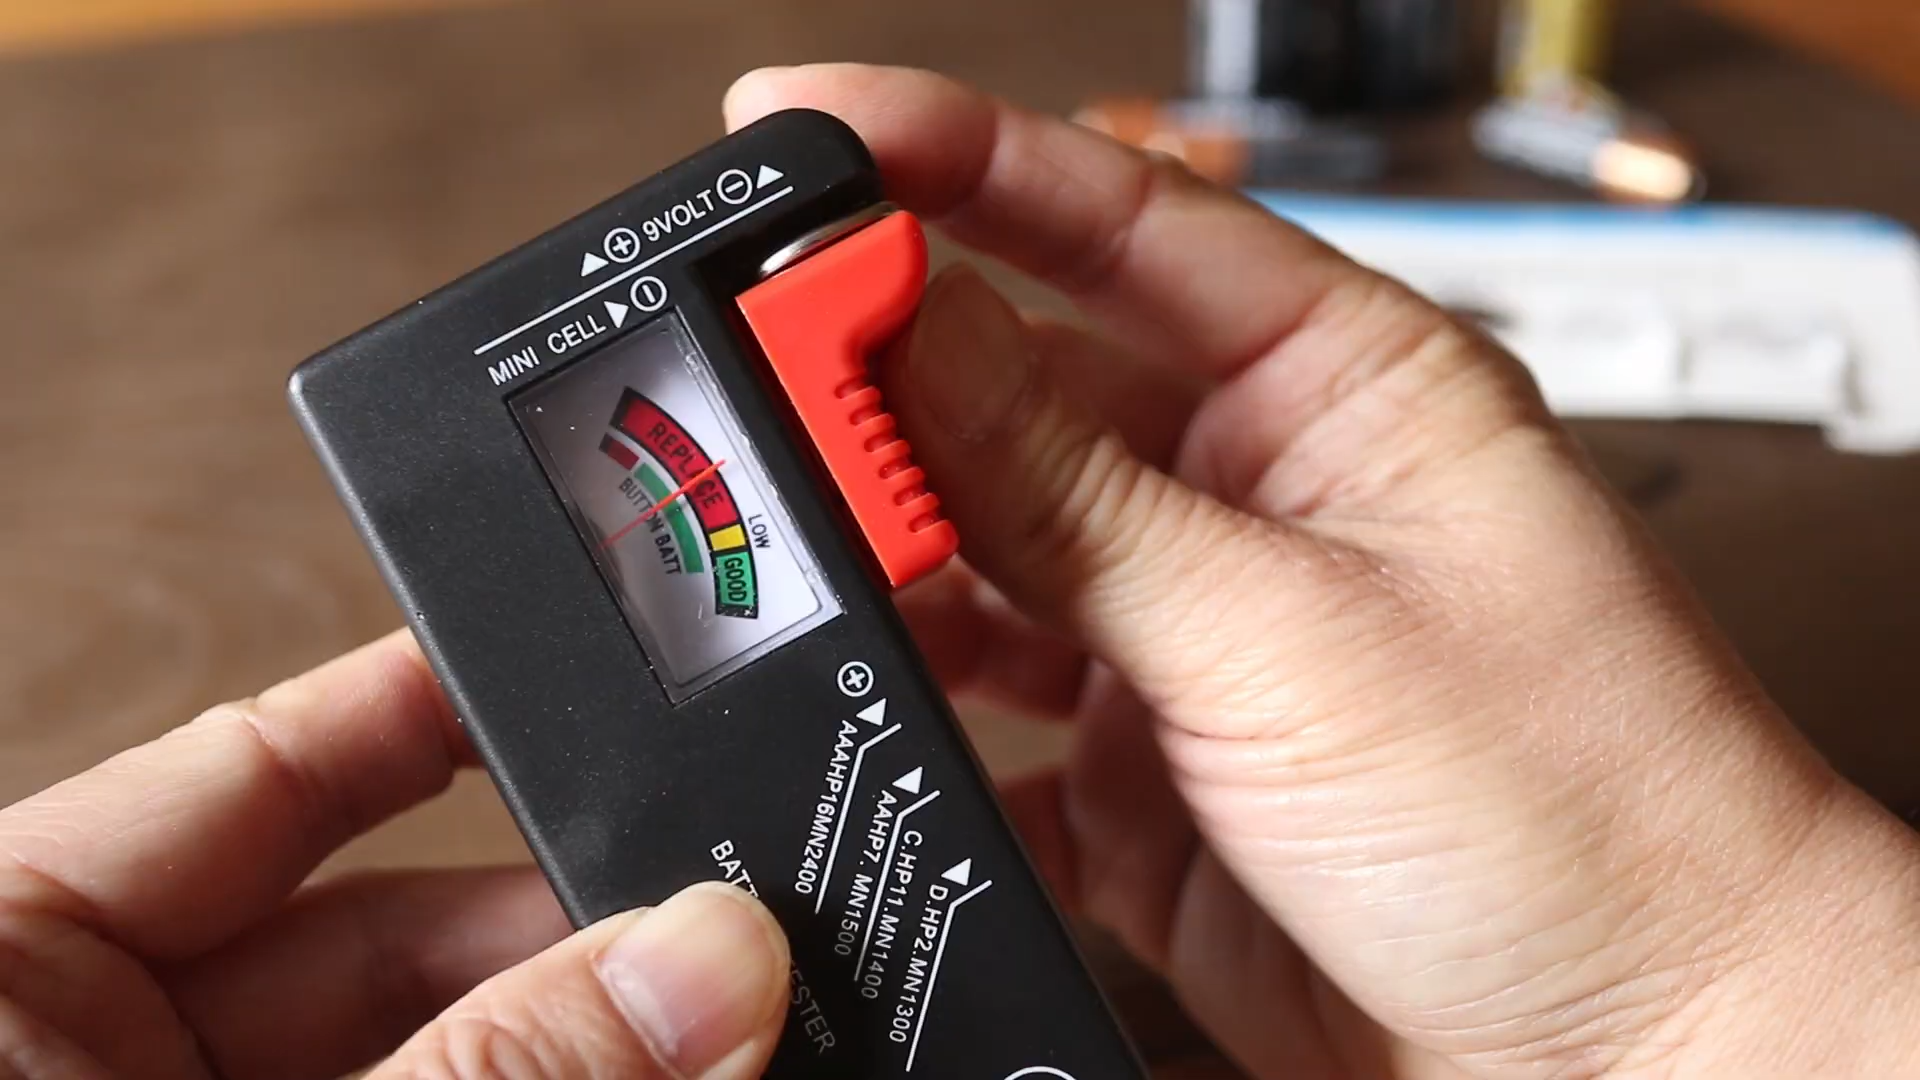 9VOLT
MINI CELL
REPLACE
LOW
GOOD
BUTTON BATT
AAAHP16MN2400
AAHP7. MN1500
C.HP11.MN1400
D.HP2.MN1300